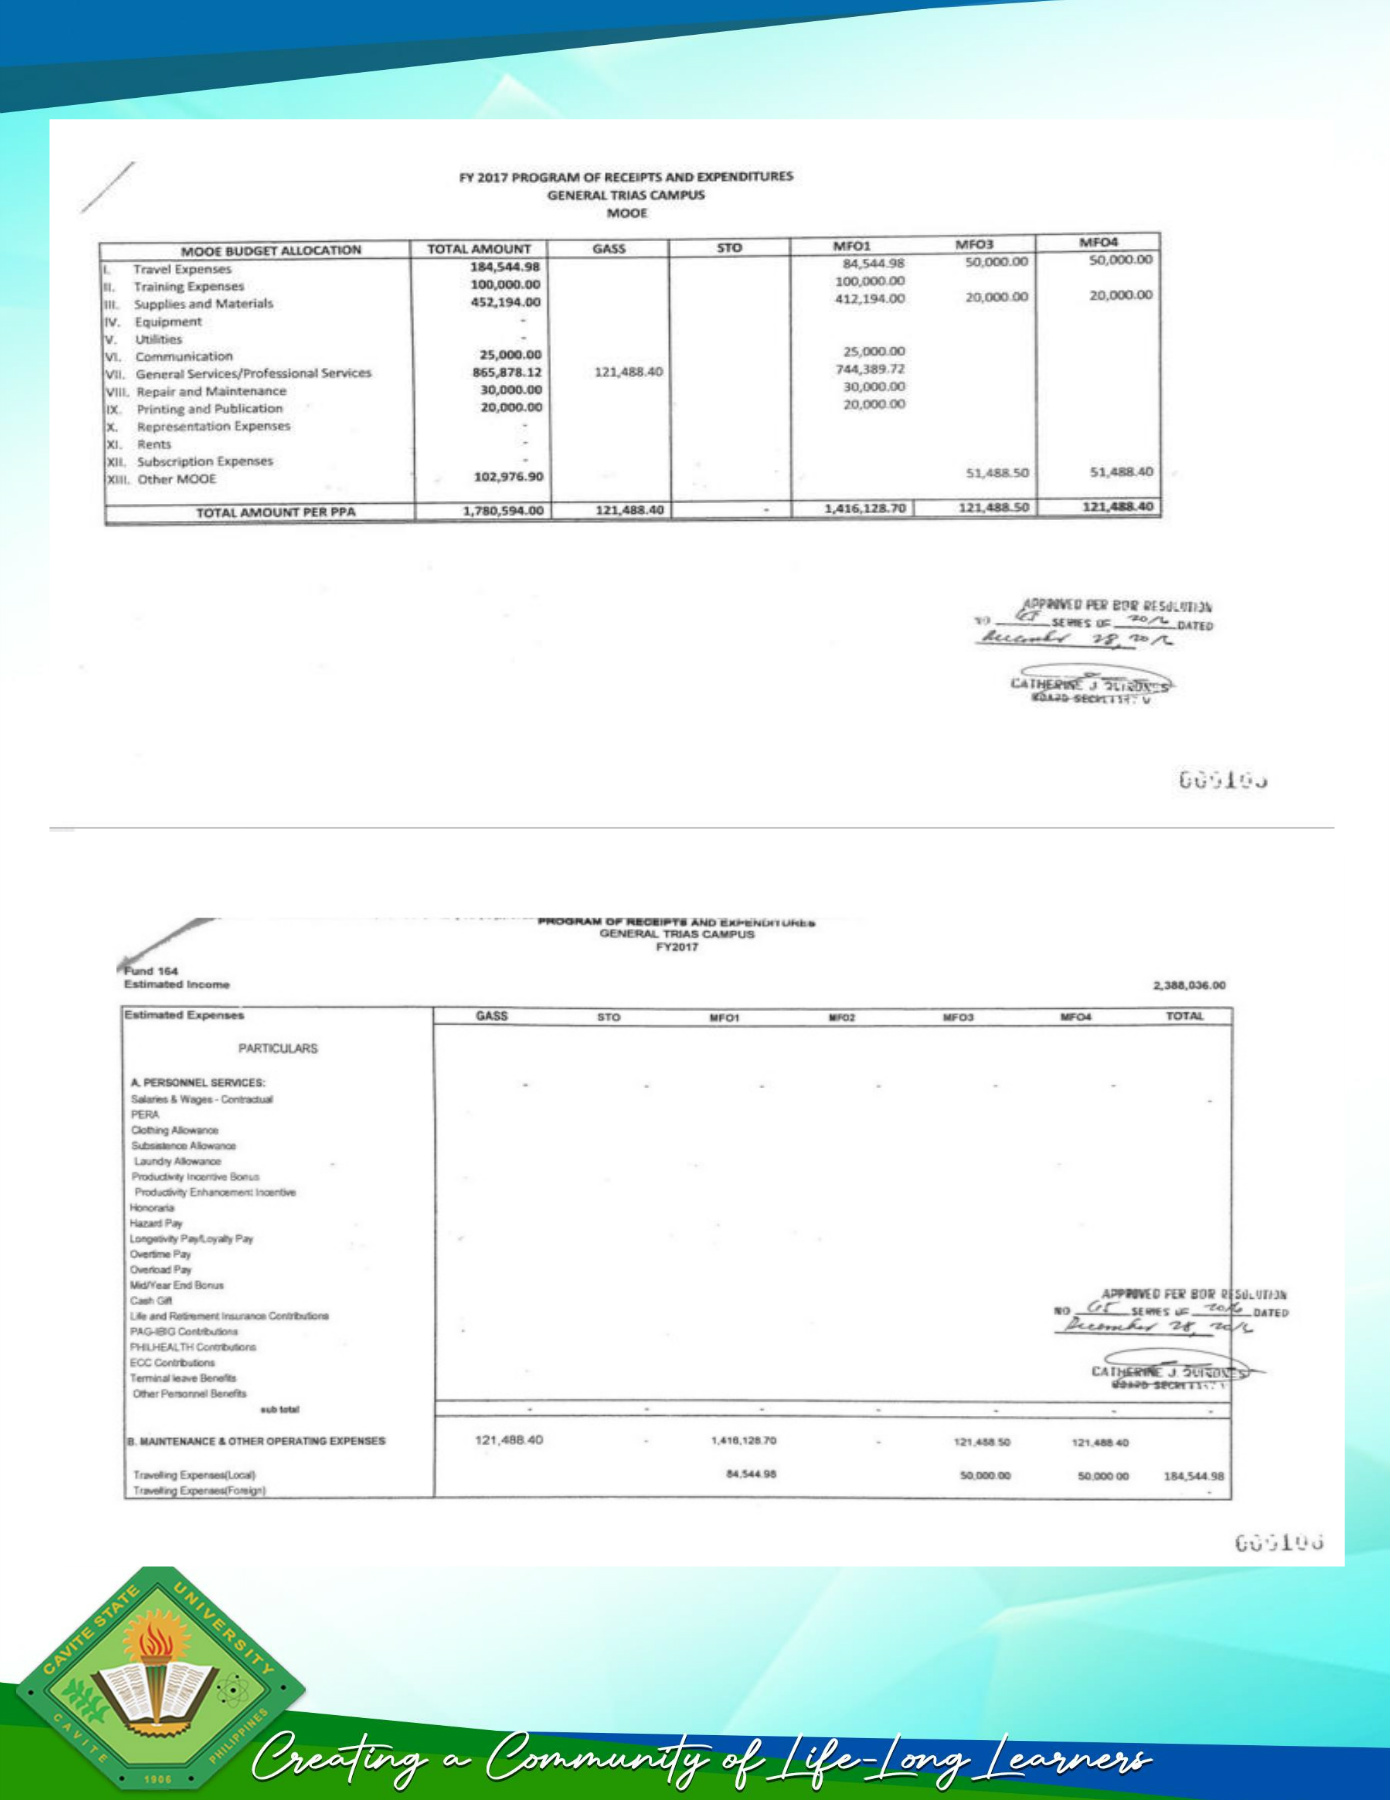 FY 2017 PROGRAM OF RECEIPTS AND EXPENDITURES
GENERAL TRIAS CAMPUS
MOOE
MOOE BUDGET ALLOCATION TOTAL AMOUNT GASS STO MFO1 MFO3 MFO4
I. Travel Expenses 184,544.98 84,544.98 50,000.00 50,000.00
II. Training Expenses 100,000.00 100,000.00
III. Supplies and Materials 452,194.00 412,194.00 20,000.00 20,000.00
IV. Equipment -
V. Utilities -
VI. Communication 25,000.00 25,000.00
VII. General Services/Professional Services 865,878.12 121,488.40 744,389.72
VIII. Repair and Maintenance 30,000.00 30,000.00
IX. Printing and Publication 20,000.00 20,000.00
X. Representation Expenses -
XI. Rents -
XII. Subscription Expenses -
XIII. Other MOOE 102,976.90 51,488.50 51,488.40
TOTAL AMOUNT PER PPA 1,780,594.00 121,488.40 - 1,416,128.70 121,488.50 121,488.40
APPROVED PER BOR RESOLUTION
NO SERIES OF 2016 DATED
December 28, 2016
CATHERINE J. QUIRONES
BOARD SECRETARY V
PROGRAM OF RECEIPTS AND EXPENDITURES
GENERAL TRIAS CAMPUS
FY2017
Fund 164
Estimated Income 2,388,036.00
Estimated Expenses GASS STO MFO1 MFO2 MFO3 MFO4 TOTAL
PARTICULARS
A. PERSONNEL SERVICES: - - - - - -
Salaries & Wages - Contractual -
PERA
Clothing Allowance
Subsistence Allowance
Laundry Allowance
Productivity Incentive Bonus
Productivity Enhancement Incentive
Honoraria
Hazard Pay
Longetivity Pay/Loyalty Pay
Overtime Pay
Overload Pay
Mid/Year End Bonus
Cash Gift
Life and Retirement Insurance Contributions
PAG-IBIG Contributions
PHILHEALTH Contributions
ECC Contributions
Terminal leave Benefits
Other Personnel Benefits
APPROVED PER BOR RESOLUTION
NO SERIES OF 2016 DATED
December 28, 2016
CATHERINE J. QUIRONES
BOARD SECRETARY V
sub total - - - - - - -
B. MAINTENANCE & OTHER OPERATING EXPENSES 121,488.40 - 1,416,128.70 - 121,488.50 121,488.40
Travelling Expenses(Local) 84,544.98 50,000.00 50,000.00 184,544.98
Travelling Expenses(Foreign) -
CAVITE STATE UNIVERSITY
CAVITE PHILIPPINES
1906
Creating a Community of Life-Long Learners